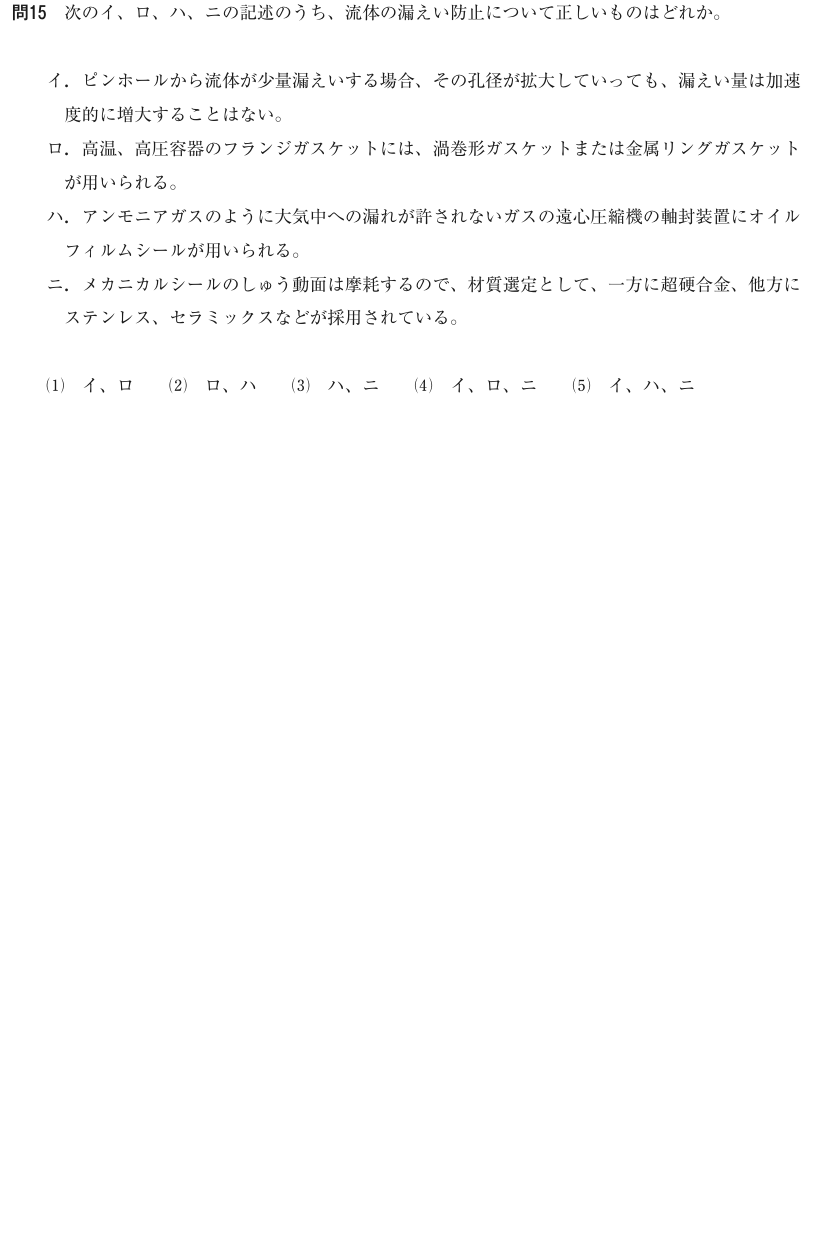 問15　次のイ、ロ、ハ、ニの記述のうち、流体の漏えい防止について正しいものはどれか。
イ．ピンホールから流体が少量漏えいする場合、その孔径が拡大していっても、漏えい量は加速
度的に増大することはない。
ロ．高温、高圧容器のフランジガスケットには、渦巻形ガスケットまたは金属リングガスケット
が用いられる。
ハ．アンモニアガスのように大気中への漏れが許されないガスの遠心圧縮機の軸封装置にオイル
フィルムシールが用いられる。
ニ．メカニカルシールのしゅう動面は摩耗するので、材質選定として、一方に超硬合金、他方に
ステンレス、セラミックスなどが採用されている。
(1)　イ、ロ　　(2)　ロ、ハ　　(3)　ハ、ニ　　(4)　イ、ロ、ニ　　(5)　イ、ハ、ニ